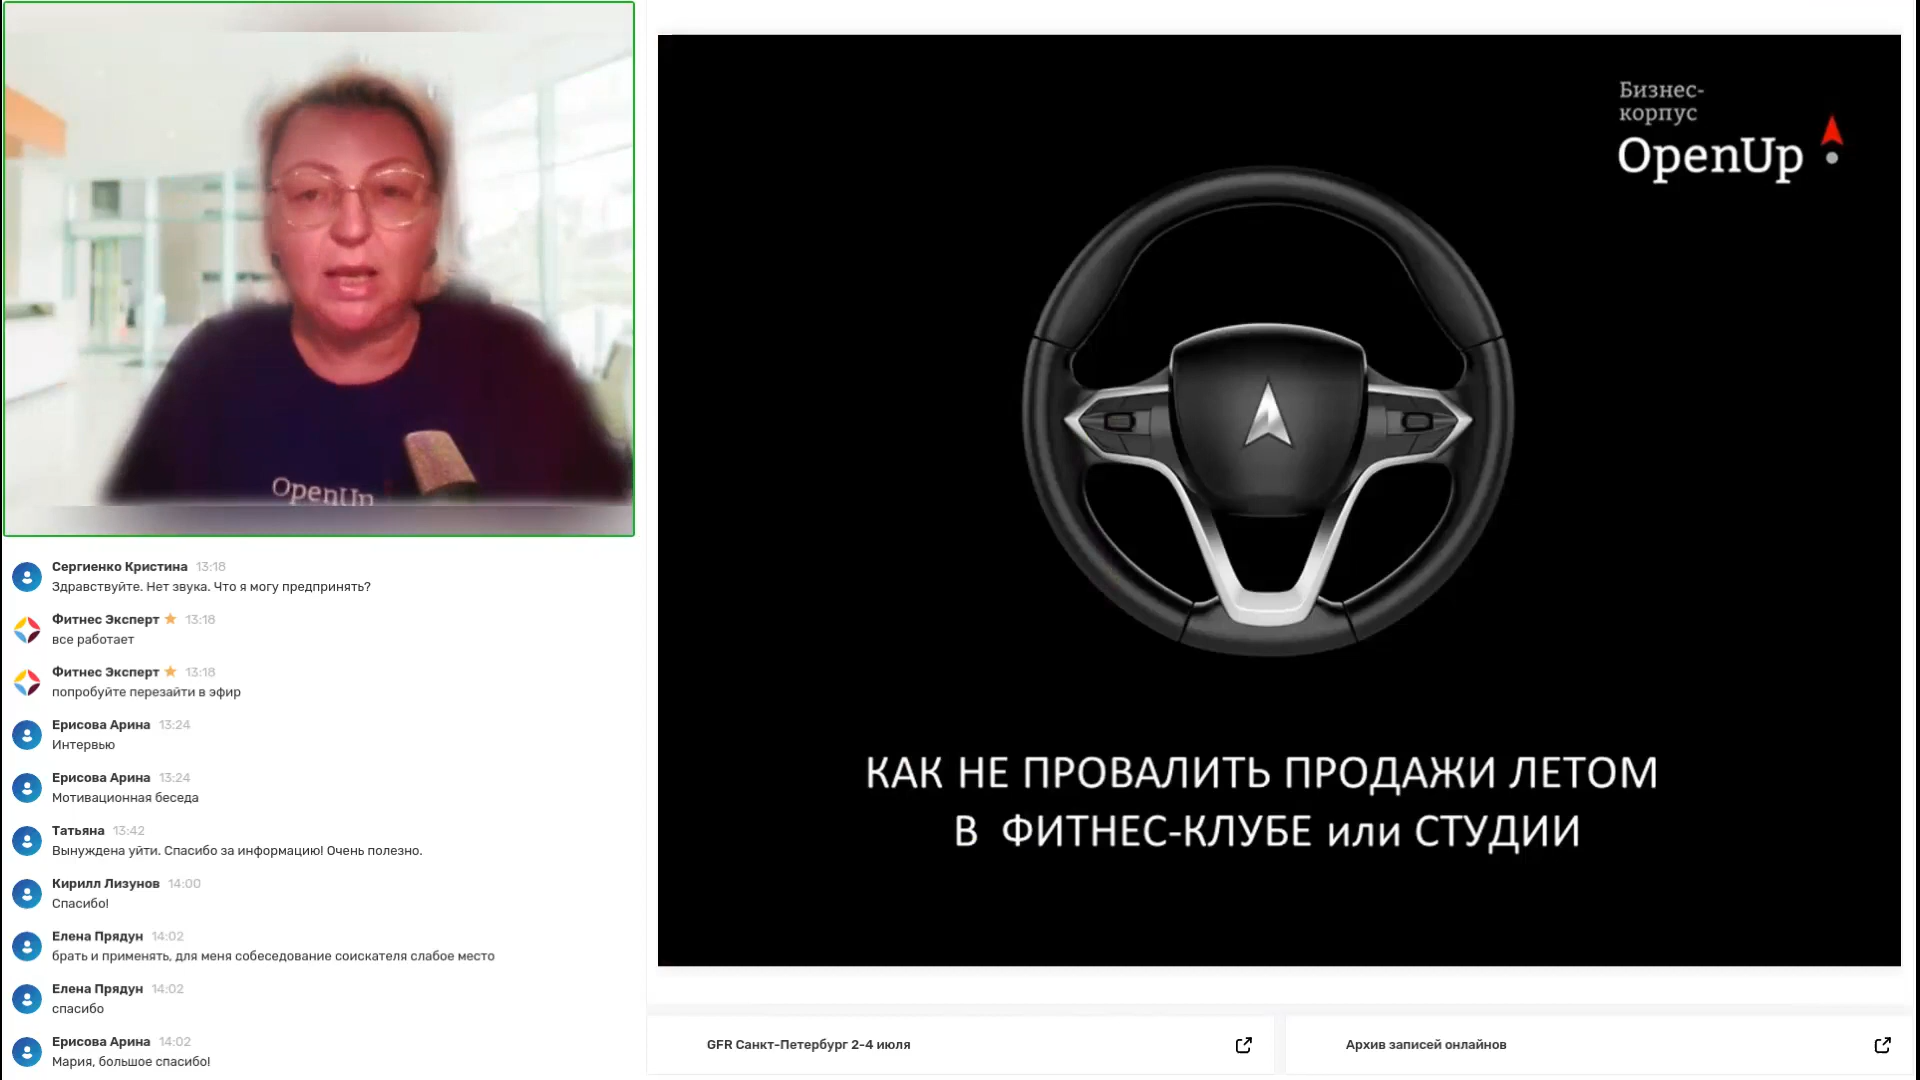 OpenUp
Сергиенко Кристина 13:18
Здравствуйте. Нет звука. Что я могу предпринять?
Фитнес Эксперт 13:18
все работает
Фитнес Эксперт 13:18
попробуйте перезайти в эфир
Ерисова Арина 13:24
Интервью
Ерисова Арина 13:24
Мотивационная беседа
Татьяна 13:42
Вынуждена уйти. Спасибо за информацию! Очень полезно.
Кирилл Лизунов 14:00
Спасибо!
Елена Прядун 14:02
брать и применять, для меня собеседование соискателя слабое место
Елена Прядун 14:02
спасибо
Ерисова Арина 14:02
Мария, большое спасибо!
Бизнес-
корпус
OpenUp
КАК НЕ ПРОВАЛИТЬ ПРОДАЖИ ЛЕТОМ
В ФИТНЕС-КЛУБЕ или СТУДИИ
GFR Санкт-Петербург 2-4 июля
Архив записей онлайнов